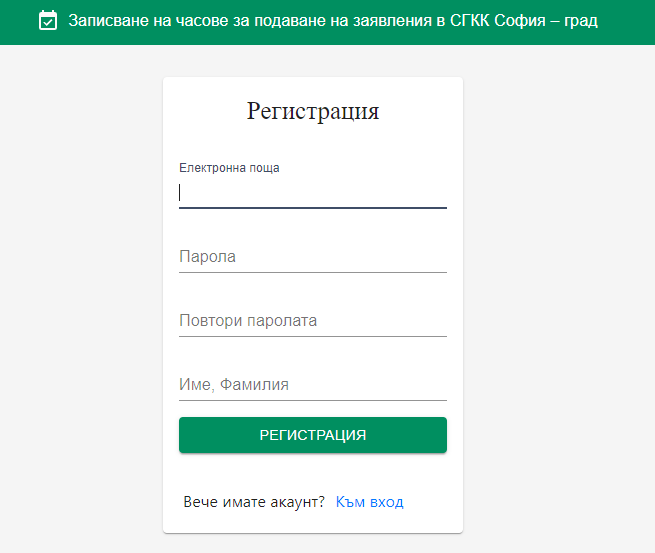 Записване на часове за подаване на заявления в СГКК София – град
Регистрация
Електронна поща
Парола
Повтори паролата
Име, Фамилия
РЕГИСТРАЦИЯ
Вече имате акаунт? Към вход